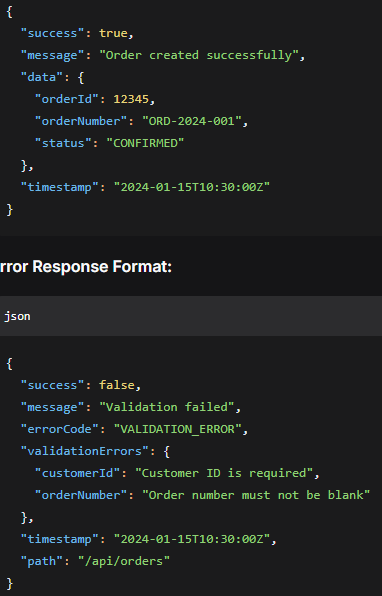 {
  "success": true,
  "message": "Order created successfully",
  "data": {
    "orderId": 12345,
    "orderNumber": "ORD-2024-001",
    "status": "CONFIRMED"
  },
  "timestamp": "2024-01-15T10:30:00Z"
}
rror Response Format:
json
{
  "success": false,
  "message": "Validation failed",
  "errorCode": "VALIDATION_ERROR",
  "validationErrors": {
    "customerId": "Customer ID is required",
    "orderNumber": "Order number must not be blank"
  },
  "timestamp": "2024-01-15T10:30:00Z",
  "path": "/api/orders"
}